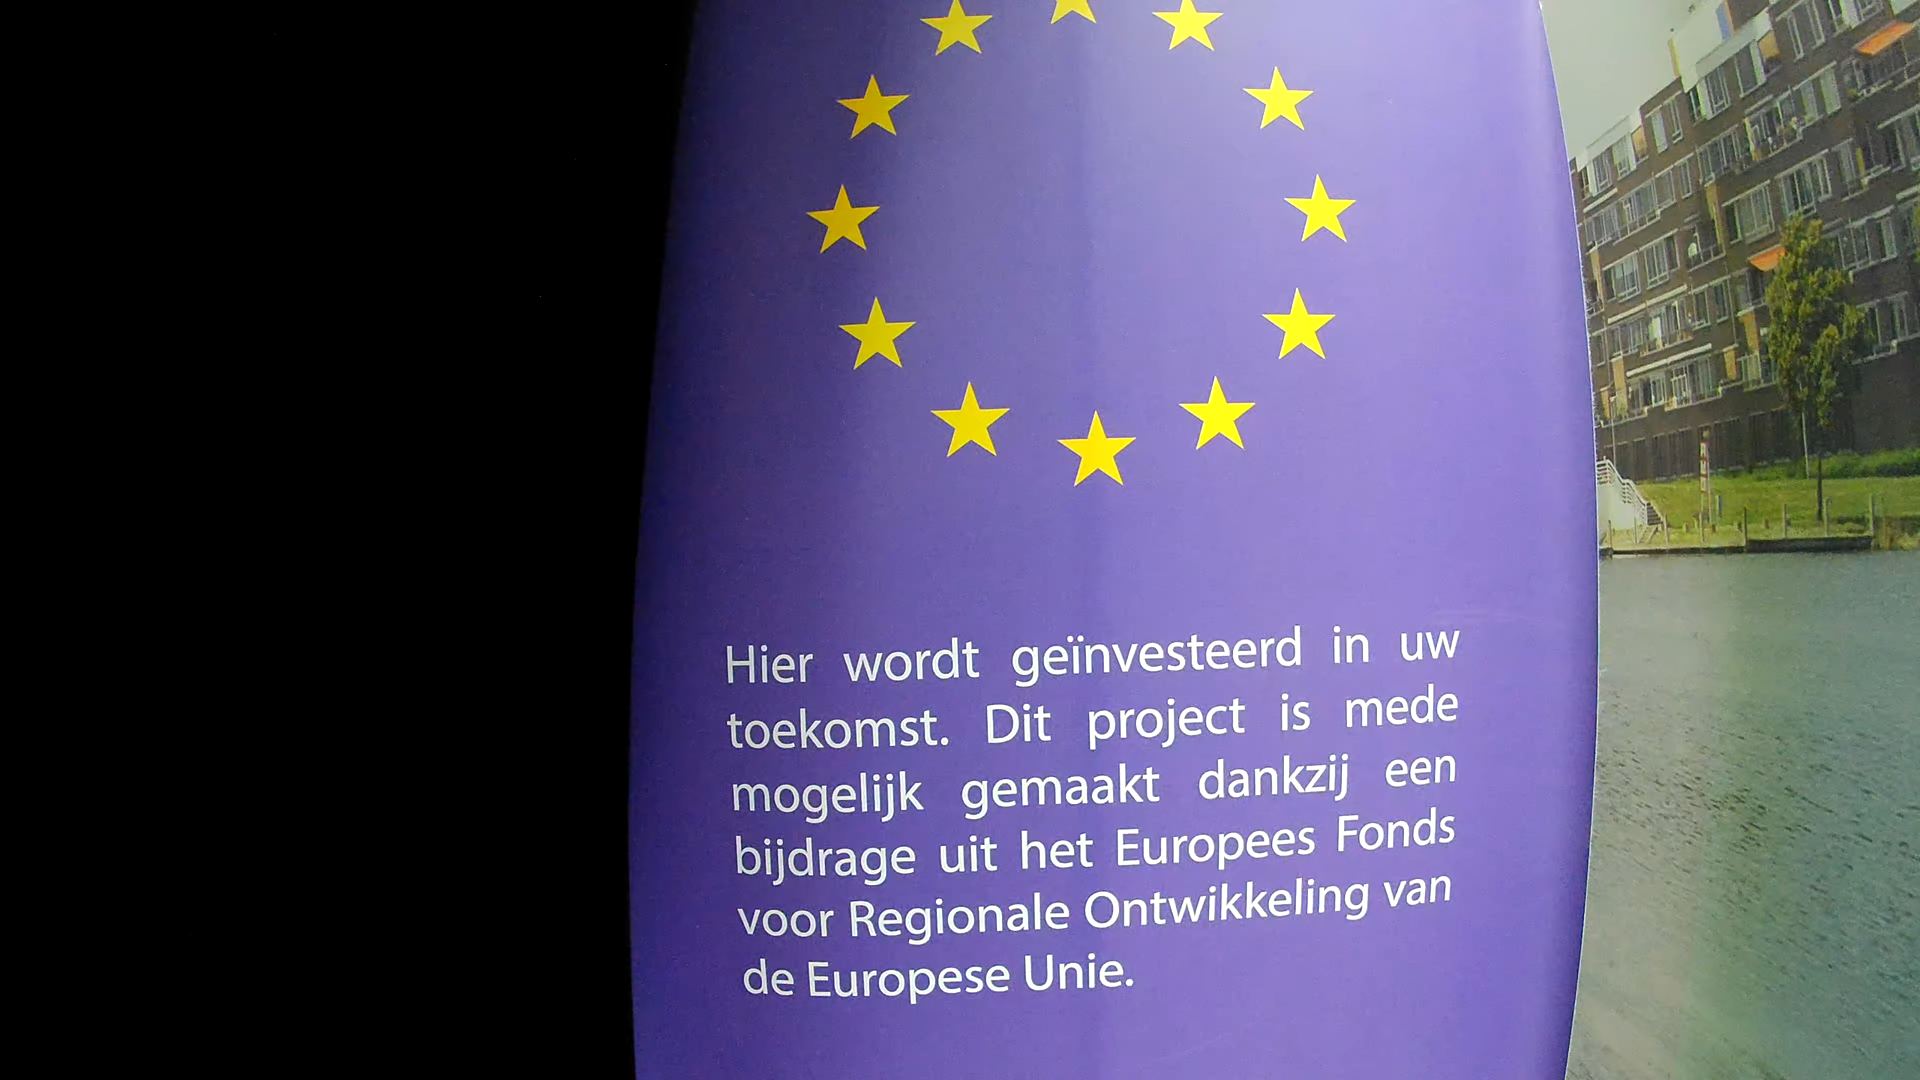 Hier wordt geïnvesteerd in uw
toekomst. Dit project is mede
mogelijk gemaakt dankzij een
bijdrage uit het Europees Fonds
voor Regionale Ontwikkeling van
de Europese Unie.